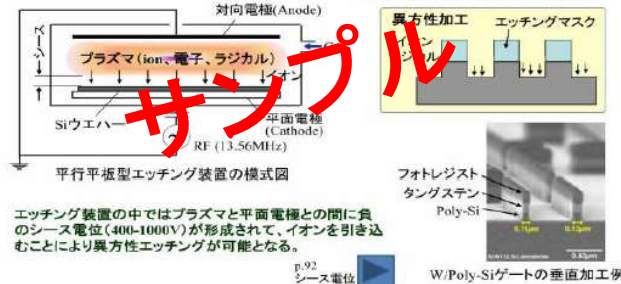 対向電極(Anode)
シース
プラズマ(ion、電子、ラジカル)
イオン
Siウエハー
平面電極
(Cathode)
RF (13.56MHz)
平行平板型エッチング装置の模式図
サンプル
異方性加工
エッチングマスク
イオン
フォトレジスト
タングステン
Poly-Si
0.11μm
0.12μm
エッチング装置の中ではプラズマと平面電極との間に負
のシース電位(400-1000V)が形成されて、イオンを引き込
むことにより異方性エッチングが可能となる。
p.92
シース電位
W/Poly-Siゲートの垂直加工例